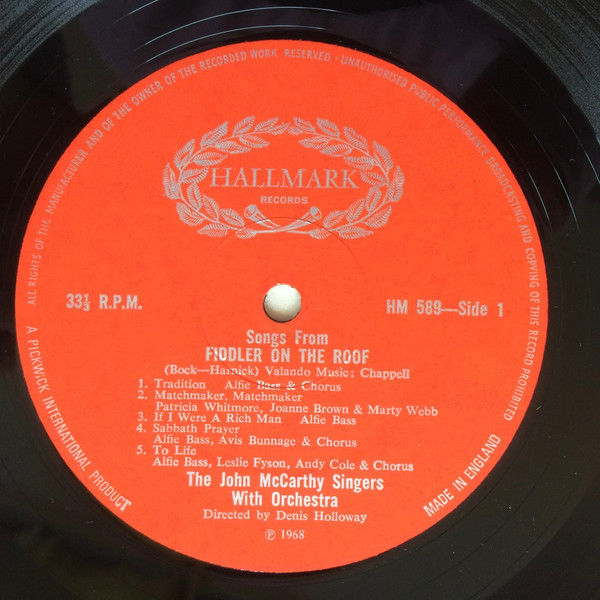 ALL RIGHTS OF THE MANUFACTURER AND OF THE OWNER OF THE RECORDED WORK RESERVED · UNAUTHORISED PUBLIC PERFORMANCE BROADCASTING AND COPYING OF THIS RECORD PROHIBITED
HALLMARK
RECORDS
33⅓ R.P.M.
HM 589—Side 1
Songs From
FIDDLER ON THE ROOF
(Bock—Harnick) Valando Music: Chappell
1. Tradition Alfie Bass & Chorus
2. Matchmaker, Matchmaker
Patricia Whitmore, Joanne Brown & Marty Webb
3. If I Were A Rich Man Alfie Bass
4. Sabbath Prayer
Alfie Bass, Avis Bunnage & Chorus
5. To Life
Alfie Bass, Leslie Fyson, Andy Cole & Chorus
The John McCarthy Singers
With Orchestra
Directed by Denis Holloway
℗ 1968
A PICKWICK INTERNATIONAL PRODUCT
MADE IN ENGLAND